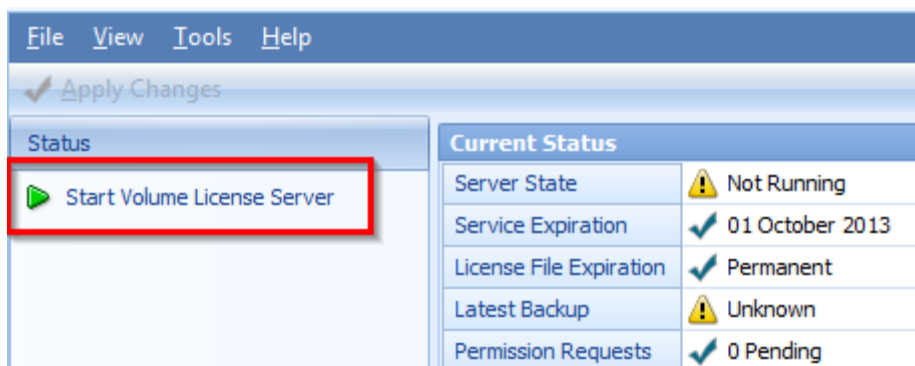 File View Tools Help
Apply Changes
Status
Start Volume License Server
Current Status
Server State Not Running
Service Expiration 01 October 2013
License File Expiration Permanent
Latest Backup Unknown
Permission Requests 0 Pending